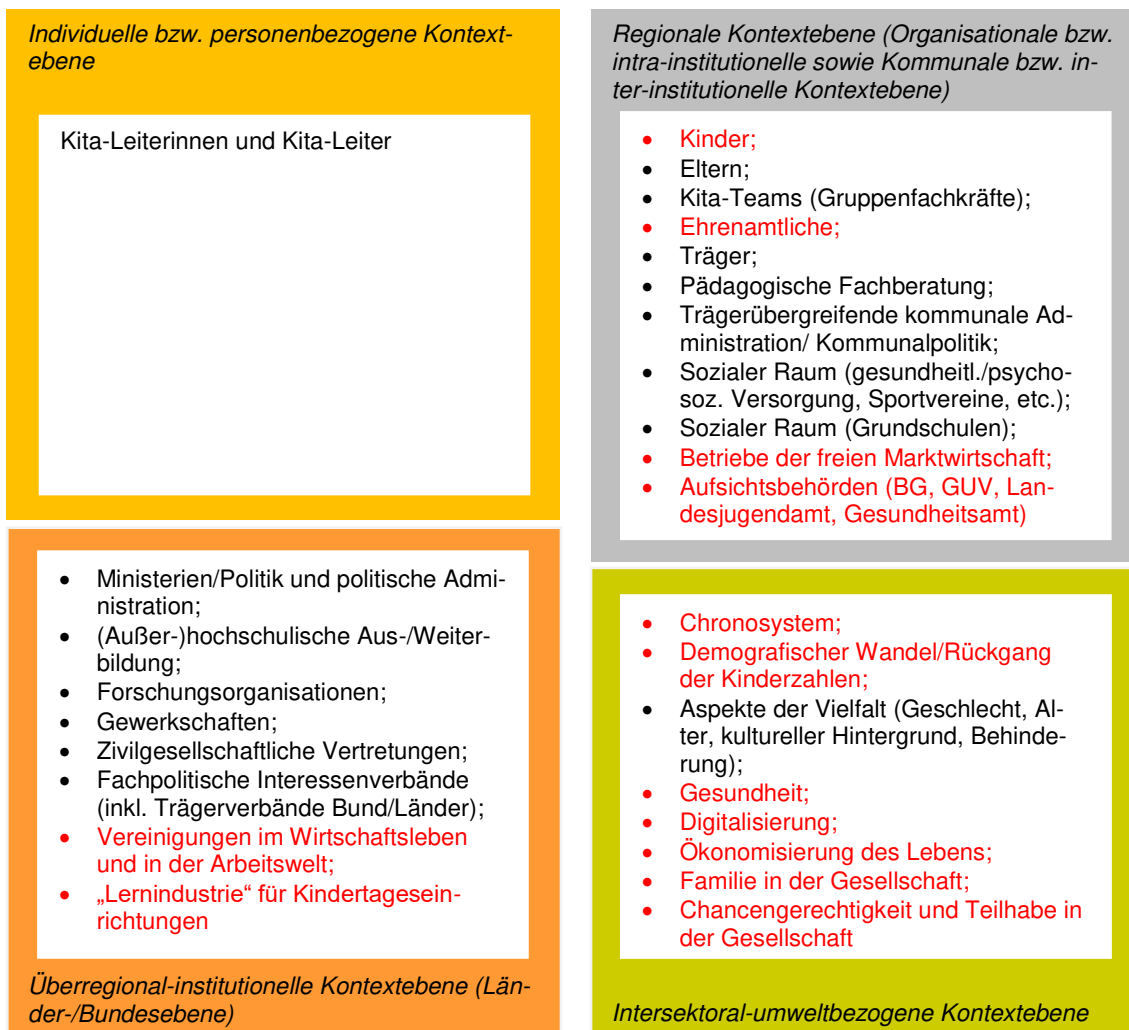 Individuelle bzw. personenbezogene Kontext-
ebene
Kita-Leiterinnen und Kita-Leiter
Regionale Kontextebene (Organisationale bzw.
intra-institutionelle sowie Kommunale bzw. in-
ter-institutionelle Kontextebene)
• Kinder;
• Eltern;
• Kita-Teams (Gruppenfachkräfte);
• Ehrenamtliche;
• Träger;
• Pädagogische Fachberatung;
• Trägerübergreifende kommunale Ad-
ministration/ Kommunalpolitik;
• Sozialer Raum (gesundheitl./psycho-
soz. Versorgung, Sportvereine, etc.);
• Sozialer Raum (Grundschulen);
• Betriebe der freien Marktwirtschaft;
• Aufsichtsbehörden (BG, GUV, Lan-
desjugendamt, Gesundheitsamt)
• Ministerien/Politik und politische Admi-
nistration;
• (Außer-)hochschulische Aus-/Weiter-
bildung;
• Forschungsorganisationen;
• Gewerkschaften;
• Zivilgesellschaftliche Vertretungen;
• Fachpolitische Interessenverbände
(inkl. Trägerverbände Bund/Länder);
• Vereinigungen im Wirtschaftsleben
und in der Arbeitswelt;
• „Lernindustrie“ für Kindertagesein-
richtungen
Überregional-institutionelle Kontextebene (Län-
der-/Bundesebene)
• Chronosystem;
• Demografischer Wandel/Rückgang
der Kinderzahlen;
• Aspekte der Vielfalt (Geschlecht, Al-
ter, kultureller Hintergrund, Behinde-
rung);
• Gesundheit;
• Digitalisierung;
• Ökonomisierung des Lebens;
• Familie in der Gesellschaft;
• Chancengerechtigkeit und Teilhabe in
der Gesellschaft
Intersektoral-umweltbezogene Kontextebene